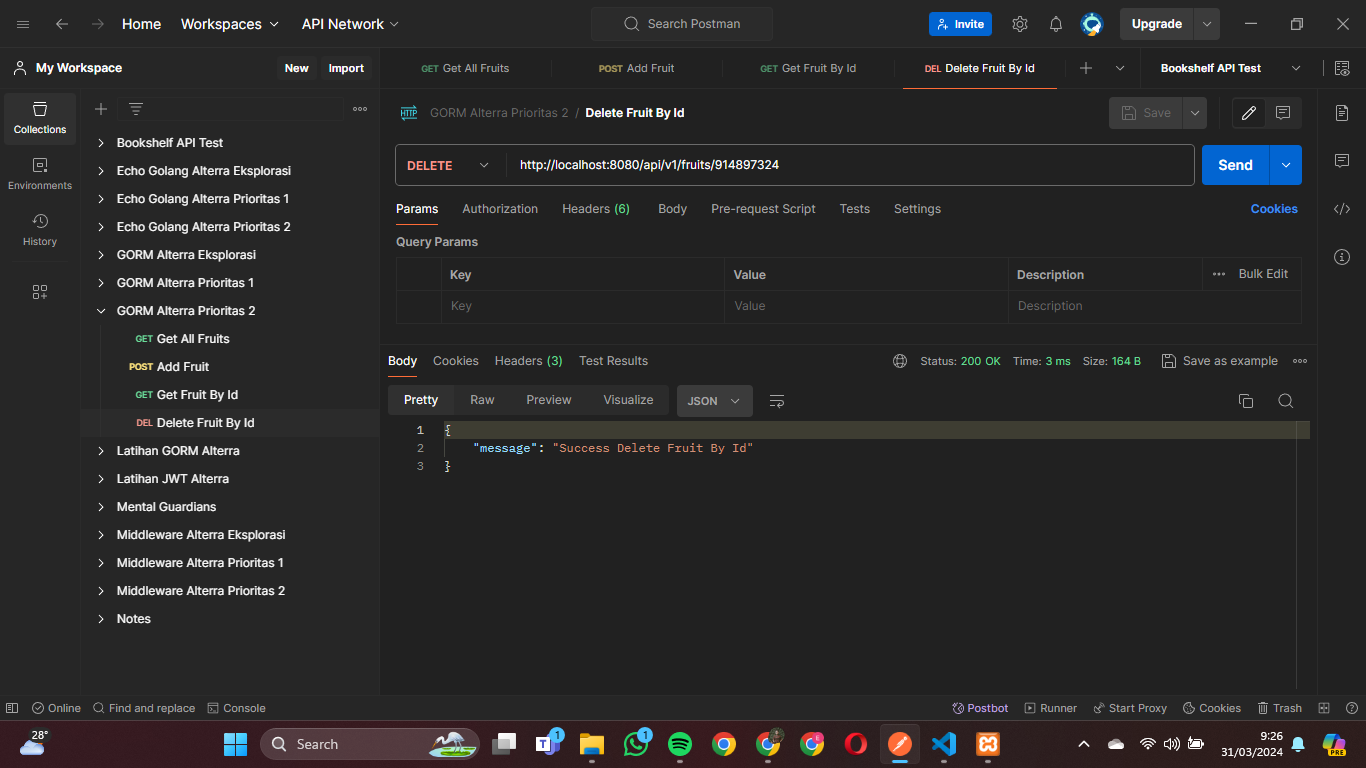 Home Workspaces API Network Search Postman Invite Upgrade
My Workspace New Import GET Get All Fruits POST Add Fruit GET Get Fruit By Id DEL Delete Fruit By Id Bookshelf API Test
Collections
Environments
History
Bookshelf API Test
Echo Golang Alterra Eksplorasi
Echo Golang Alterra Prioritas 1
Echo Golang Alterra Prioritas 2
GORM Alterra Eksplorasi
GORM Alterra Prioritas 1
GORM Alterra Prioritas 2
GET Get All Fruits
POST Add Fruit
GET Get Fruit By Id
DEL Delete Fruit By Id
Latihan GORM Alterra
Latihan JWT Alterra
Mental Guardians
Middleware Alterra Eksplorasi
Middleware Alterra Prioritas 1
Middleware Alterra Prioritas 2
Notes
HTTP GORM Alterra Prioritas 2 / Delete Fruit By Id Save
DELETE http://localhost:8080/api/v1/fruits/914897324 Send
Params Authorization Headers (6) Body Pre-request Script Tests Settings Cookies
Query Params
Key Value Description Bulk Edit
Key Value Description
Body Cookies Headers (3) Test Results Status: 200 OK Time: 3 ms Size: 164 B Save as example
Pretty Raw Preview Visualize JSON
1 {
2 "message": "Success Delete Fruit By Id"
3 }
Online Find and replace Console Postbot Runner Start Proxy Cookies Trash
28° Search 1 1 9:26
31/03/2024 PRE